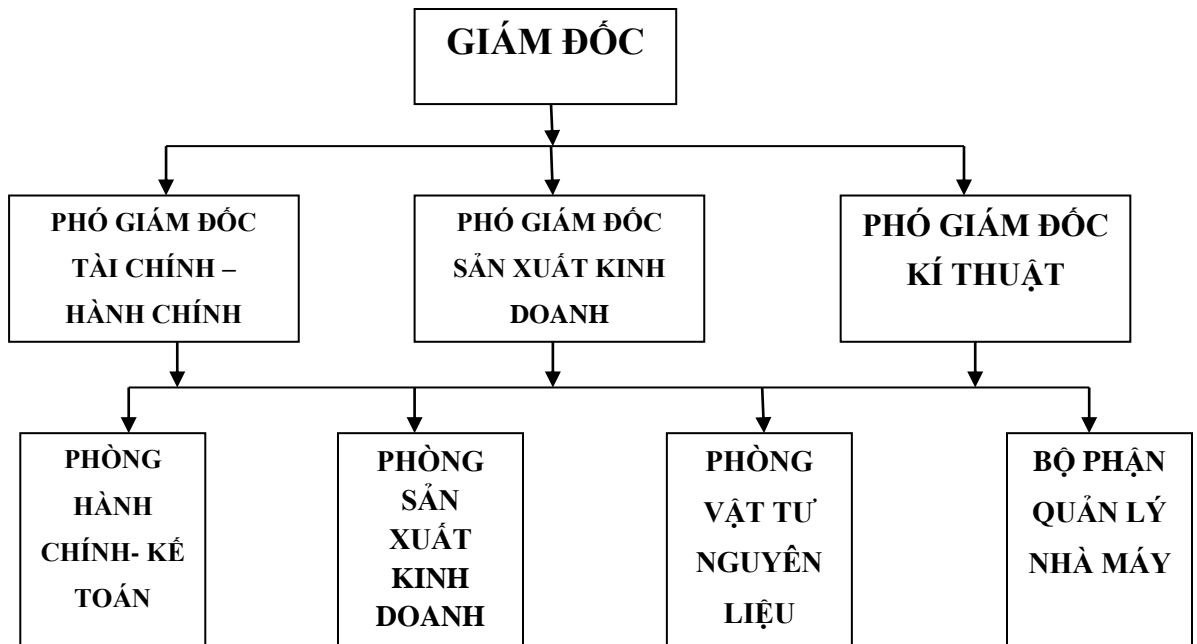 GIÁM ĐỐC
PHÓ GIÁM ĐỐC
TÀI CHÍNH –
HÀNH CHÍNH
PHÓ GIÁM ĐỐC
SẢN XUẤT KINH
DOANH
PHÓ GIÁM ĐỐC
KÍ THUẬT
PHÒNG
HÀNH
CHÍNH- KẾ
TOÁN
PHÒNG
SẢN
XUẤT
KINH
DOANH
PHÒNG
VẬT TƯ
NGUYÊN
LIỆU
BỘ PHẬN
QUẢN LÝ
NHÀ MÁY